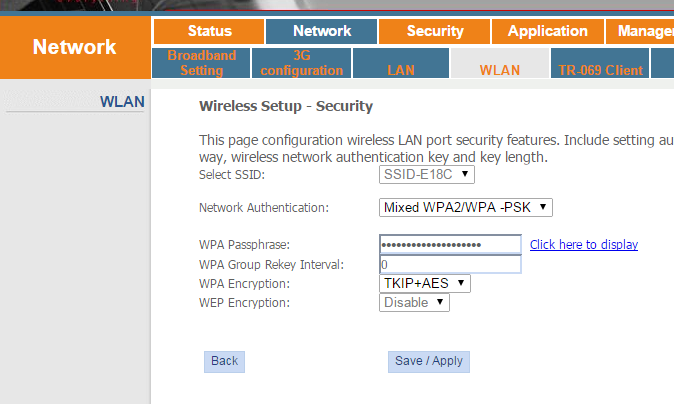 Network
Status Network Security Application Manage
Broadband Setting 3G configuration LAN WLAN TR-069 Client
WLAN
Wireless Setup - Security
This page configuration wireless LAN port security features. Include setting au
way, wireless network authentication key and key length.
Select SSID: SSID-E18C
Network Authentication: Mixed WPA2/WPA -PSK
WPA Passphrase: •••••••••••••••••••• Click here to display
WPA Group Rekey Interval: 0
WPA Encryption: TKIP+AES
WEP Encryption: Disable
Back Save / Apply